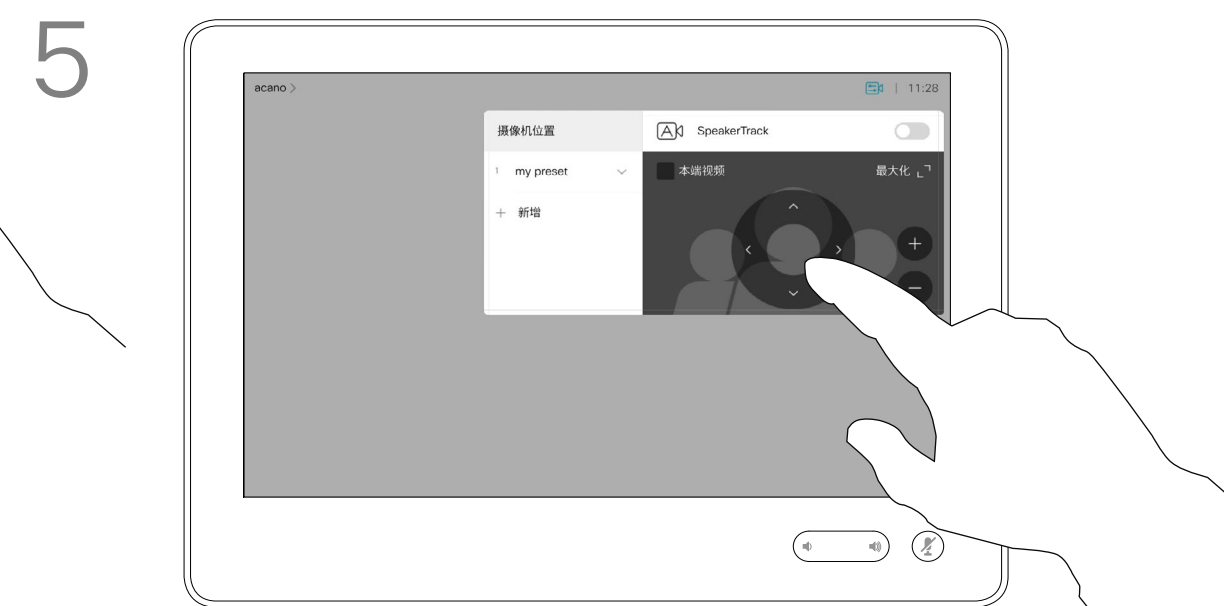 5
acano >
11:28
摄像机位置
A SpeakerTrack
1 my preset
本端视频
最大化
+ 新增